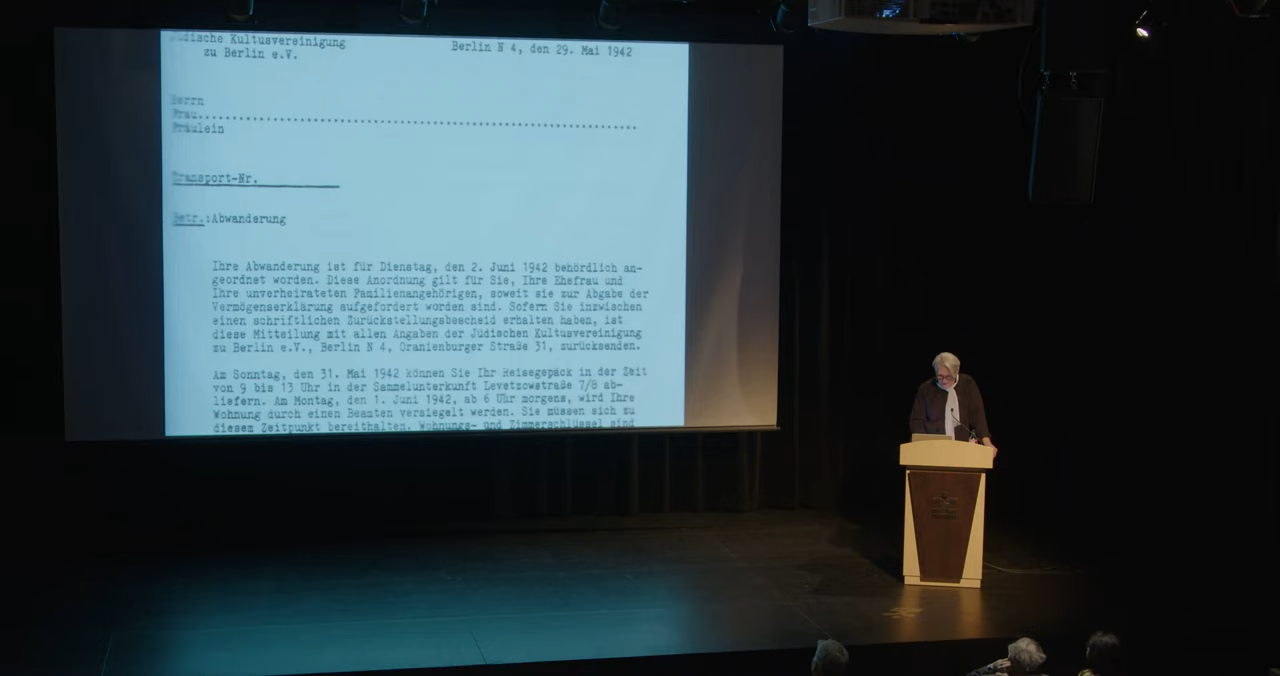 Jüdische Kultusvereinigung
zu Berlin e.V.
Berlin N 4, den 29. Mai 1942
Herrn
Frau
Fräulein
Transport-Nr.
Betr.:Abwanderung
Ihre Abwanderung ist für Dienstag, den 2. Juni 1942 behördlich an-
geordnet worden. Diese Anordnung gilt für Sie, Ihre Ehefrau und
Ihre unverheirateten Familienangehörigen, soweit sie zur Abgabe der
Vermögenserklärung aufgefordert worden sind. Sofern Sie inzwischen
einen schriftlichen Zurückstellungsbescheid erhalten haben, ist
diese Mitteilung mit allen Angaben der Jüdischen Kultusvereinigung
zu Berlin e.V., Berlin N 4, Oranienburger Straße 31, zurücksenden.
Am Sonntag, den 31. Mai 1942 können Sie Ihr Reisegepäck in der Zeit
von 9 bis 13 Uhr in der Sammelunterkunft Levetzowstraße 7/8 ab-
liefern. Am Montag, den 1. Juni 1942, ab 6 Uhr morgens, wird Ihre
Wohnung durch einen Beamten versiegelt werden. Sie müssen sich zu
diesem Zeitpunkt bereithalten. Wohnungs- und Zimmerschlüssel sind